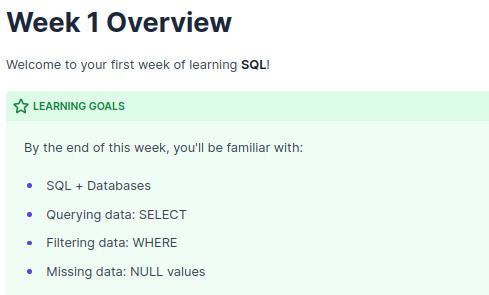 Week 1 Overview
Welcome to your first week of learning SQL!
LEARNING GOALS
By the end of this week, you'll be familiar with:
SQL + Databases
Querying data: SELECT
Filtering data: WHERE
Missing data: NULL values